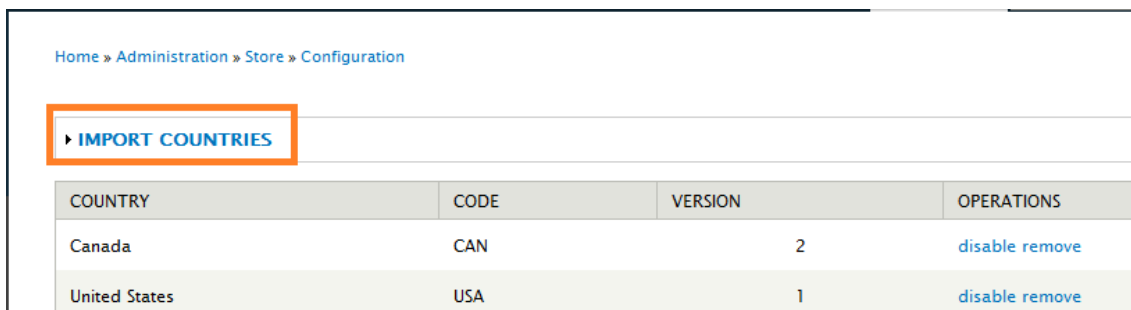 Home » Administration » Store » Configuration
IMPORT COUNTRIES
COUNTRY CODE VERSION OPERATIONS
Canada CAN 2 disable remove
United States USA 1 disable remove